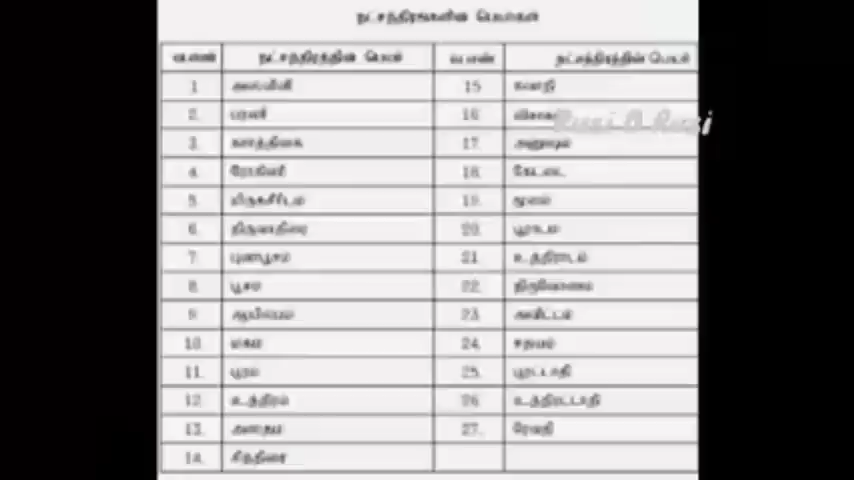 நட்சத்திரங்களின் பெயர்கள்
வ.எண் நட்சத்திரத்தின் பெயர் வ.எண் நட்சத்திரத்தின் பெயர்
1 அஸ்வினி 15 சுவாதி
2. பரணி 16. விசாக
3. கார்த்திகை 17. அனுஷம்
4. ரோகிணி 18. கேட்டை
5. மிருகசீரிடம் 19. மூலம்
6. திருவாதிரை 20. பூராடம்
7. புனர்பூசம் 21. உத்திராடம்
8. பூசம் 22. திருவோணம்
9. ஆயில்யம் 23. அவிட்டம்
10. மகம் 24. சதயம்
11. பூரம் 25. பூரட்டாதி
12. உத்திரம் 26. உத்திரட்டாதி
13. அஸ்தம் 27. ரேவதி
14. சித்திரை